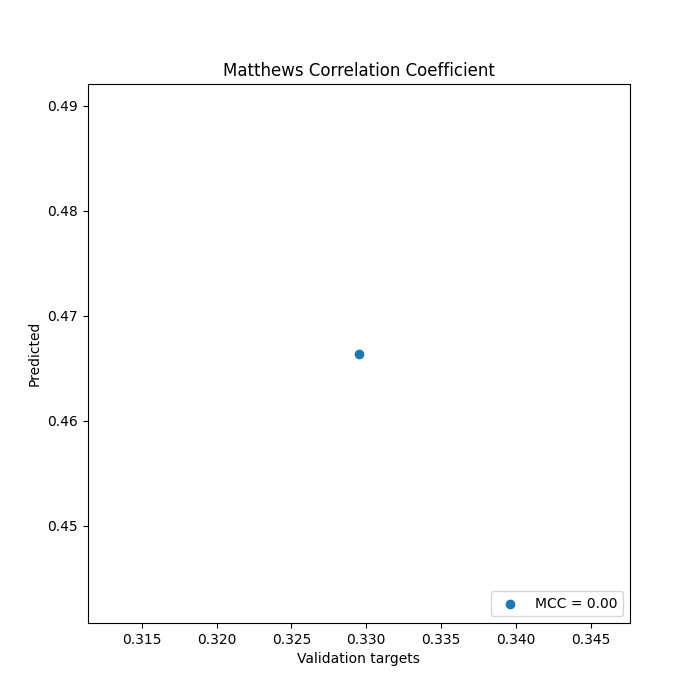 Matthews Correlation Coefficient
0.49
0.48
0.47
0.46
0.45
Predicted
MCC = 0.00
0.315 0.320 0.325 0.330 0.335 0.340 0.345
Validation targets